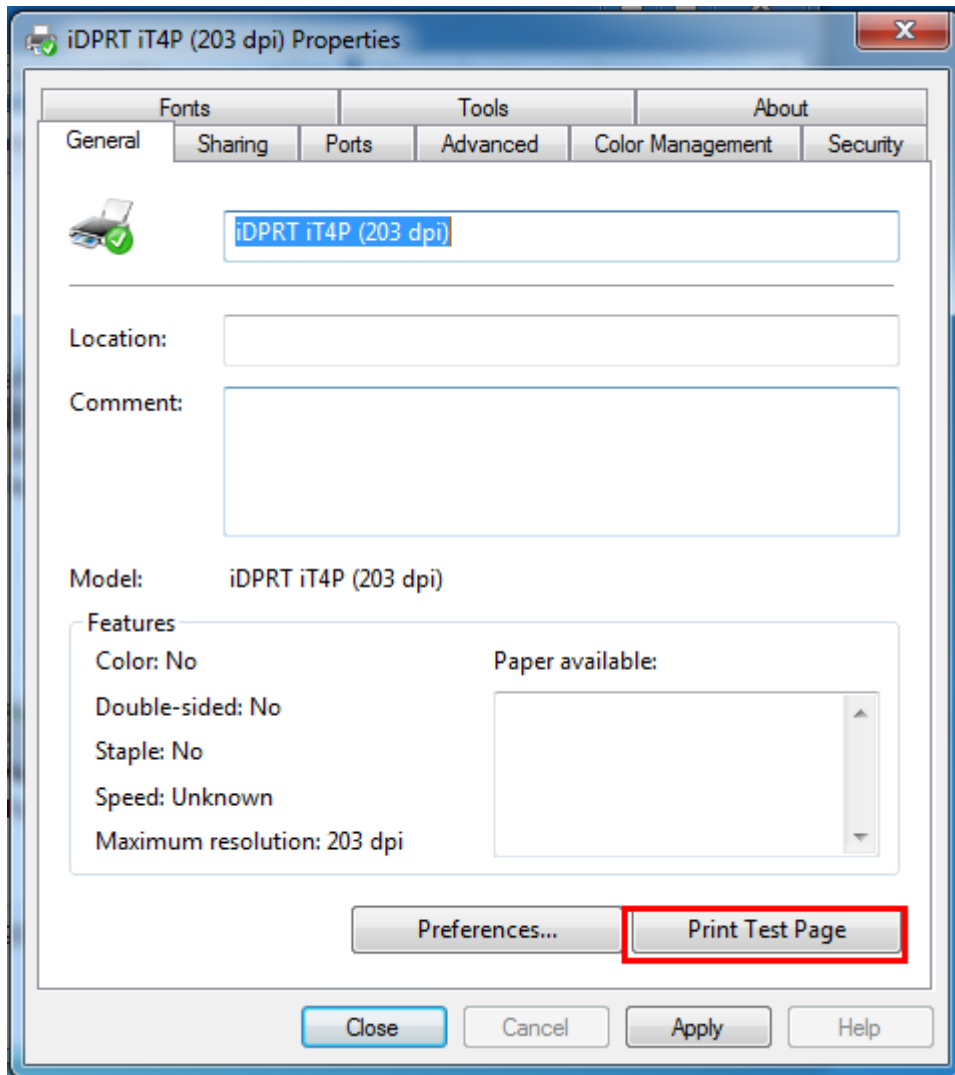 iDPRT iT4P (203 dpi) Properties
Fonts Tools About
General Sharing Ports Advanced Color Management Security
iDPRT iT4P (203 dpi)
Location:
Comment:
Model: iDPRT iT4P (203 dpi)
Features
Color: No Paper available:
Double-sided: No
Staple: No
Speed: Unknown
Maximum resolution: 203 dpi
Preferences... Print Test Page
Close Cancel Apply Help